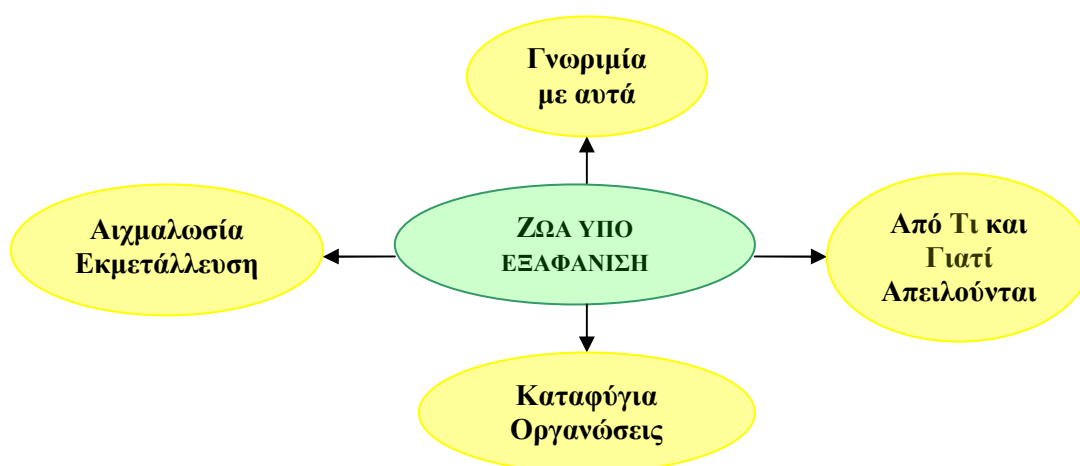 Γνωριμία
με αυτά
Αιχμαλωσία
Εκμετάλλευση
ΖΩΑ ΥΠΟ
ΕΞΑΦΑΝΙΣΗ
Από Τι και
Γιατί
Απειλούνται
Καταφύγια
Οργανώσεις